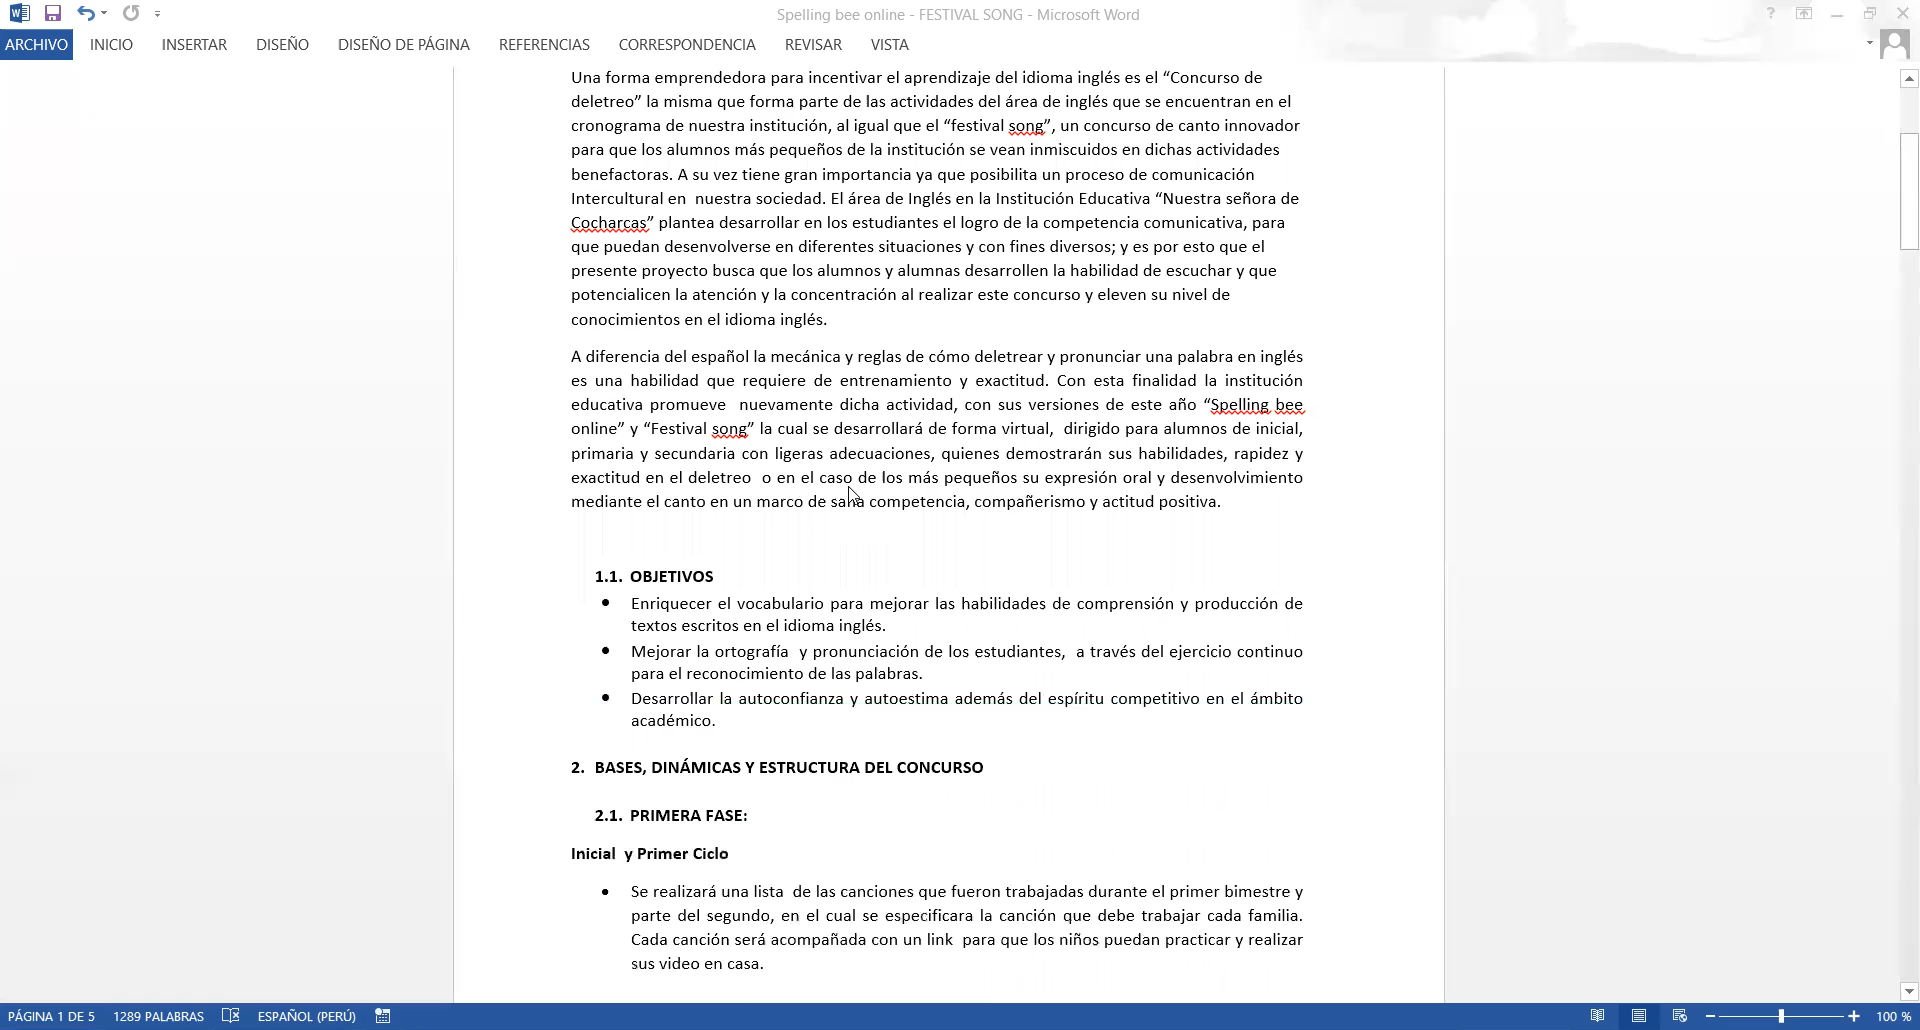 Spelling bee online - FESTIVAL SONG - Microsoft Word
ARCHIVO INICIO INSERTAR DISEÑO DISEÑO DE PÁGINA REFERENCIAS CORRESPONDENCIA REVISAR VISTA
Una forma emprendedora para incentivar el aprendizaje del idioma inglés es el “Concurso de
deletreo” la misma que forma parte de las actividades del área de inglés que se encuentran en el
cronograma de nuestra institución, al igual que el “festival song”, un concurso de canto innovador
para que los alumnos más pequeños de la institución se vean inmiscuidos en dichas actividades
benefactoras. A su vez tiene gran importancia ya que posibilita un proceso de comunicación
Intercultural en  nuestra sociedad. El área de Inglés en la Institución Educativa “Nuestra señora de
Cocharcas” plantea desarrollar en los estudiantes el logro de la competencia comunicativa, para
que puedan desenvolverse en diferentes situaciones y con fines diversos; y es por esto que el
presente proyecto busca que los alumnos y alumnas desarrollen la habilidad de escuchar y que
potencialicen la atención y la concentración al realizar este concurso y eleven su nivel de
conocimientos en el idioma inglés.
A diferencia del español la mecánica y reglas de cómo deletrear y pronunciar una palabra en inglés
es una habilidad que requiere de entrenamiento y exactitud. Con esta finalidad la institución
educativa promueve  nuevamente dicha actividad, con sus versiones de este año “Spelling bee
online” y “Festival song” la cual se desarrollará de forma virtual,  dirigido para alumnos de inicial,
primaria y secundaria con ligeras adecuaciones, quienes demostrarán sus habilidades, rapidez y
exactitud en el deletreo  o en el caso de los más pequeños su expresión oral y desenvolvimiento
mediante el canto en un marco de sana competencia, compañerismo y actitud positiva.
1.1. OBJETIVOS
• Enriquecer el vocabulario para mejorar las habilidades de comprensión y producción de
textos escritos en el idioma inglés.
• Mejorar la ortografía  y pronunciación de los estudiantes,  a través del ejercicio continuo
para el reconocimiento de las palabras.
• Desarrollar la autoconfianza y autoestima además del espíritu competitivo en el ámbito
académico.
2. BASES, DINÁMICAS Y ESTRUCTURA DEL CONCURSO
2.1. PRIMERA FASE:
Inicial  y Primer Ciclo
• Se realizará una lista  de las canciones que fueron trabajadas durante el primer bimestre y
parte del segundo, en el cual se especificara la canción que debe trabajar cada familia.
Cada canción será acompañada con un link  para que los niños puedan practicar y realizar
sus video en casa.
PÁGINA 1 DE 5 1289 PALABRAS ESPAÑOL (PERÚ) 100 %